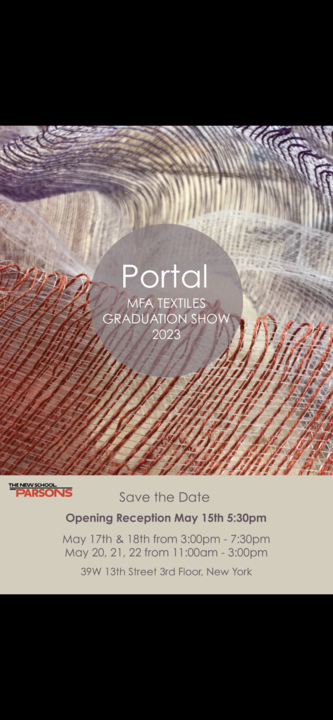 Portal
MFA TEXTILES
GRADUATION SHOW
2023
THE NEW SCHOOL
PARSONS
Save the Date
Opening Reception May 15th 5:30pm
May 17th & 18th from 3:00pm - 7:30pm
May 20, 21, 22 from 11:00am - 3:00pm
39W 13th Street 3rd Floor, New York